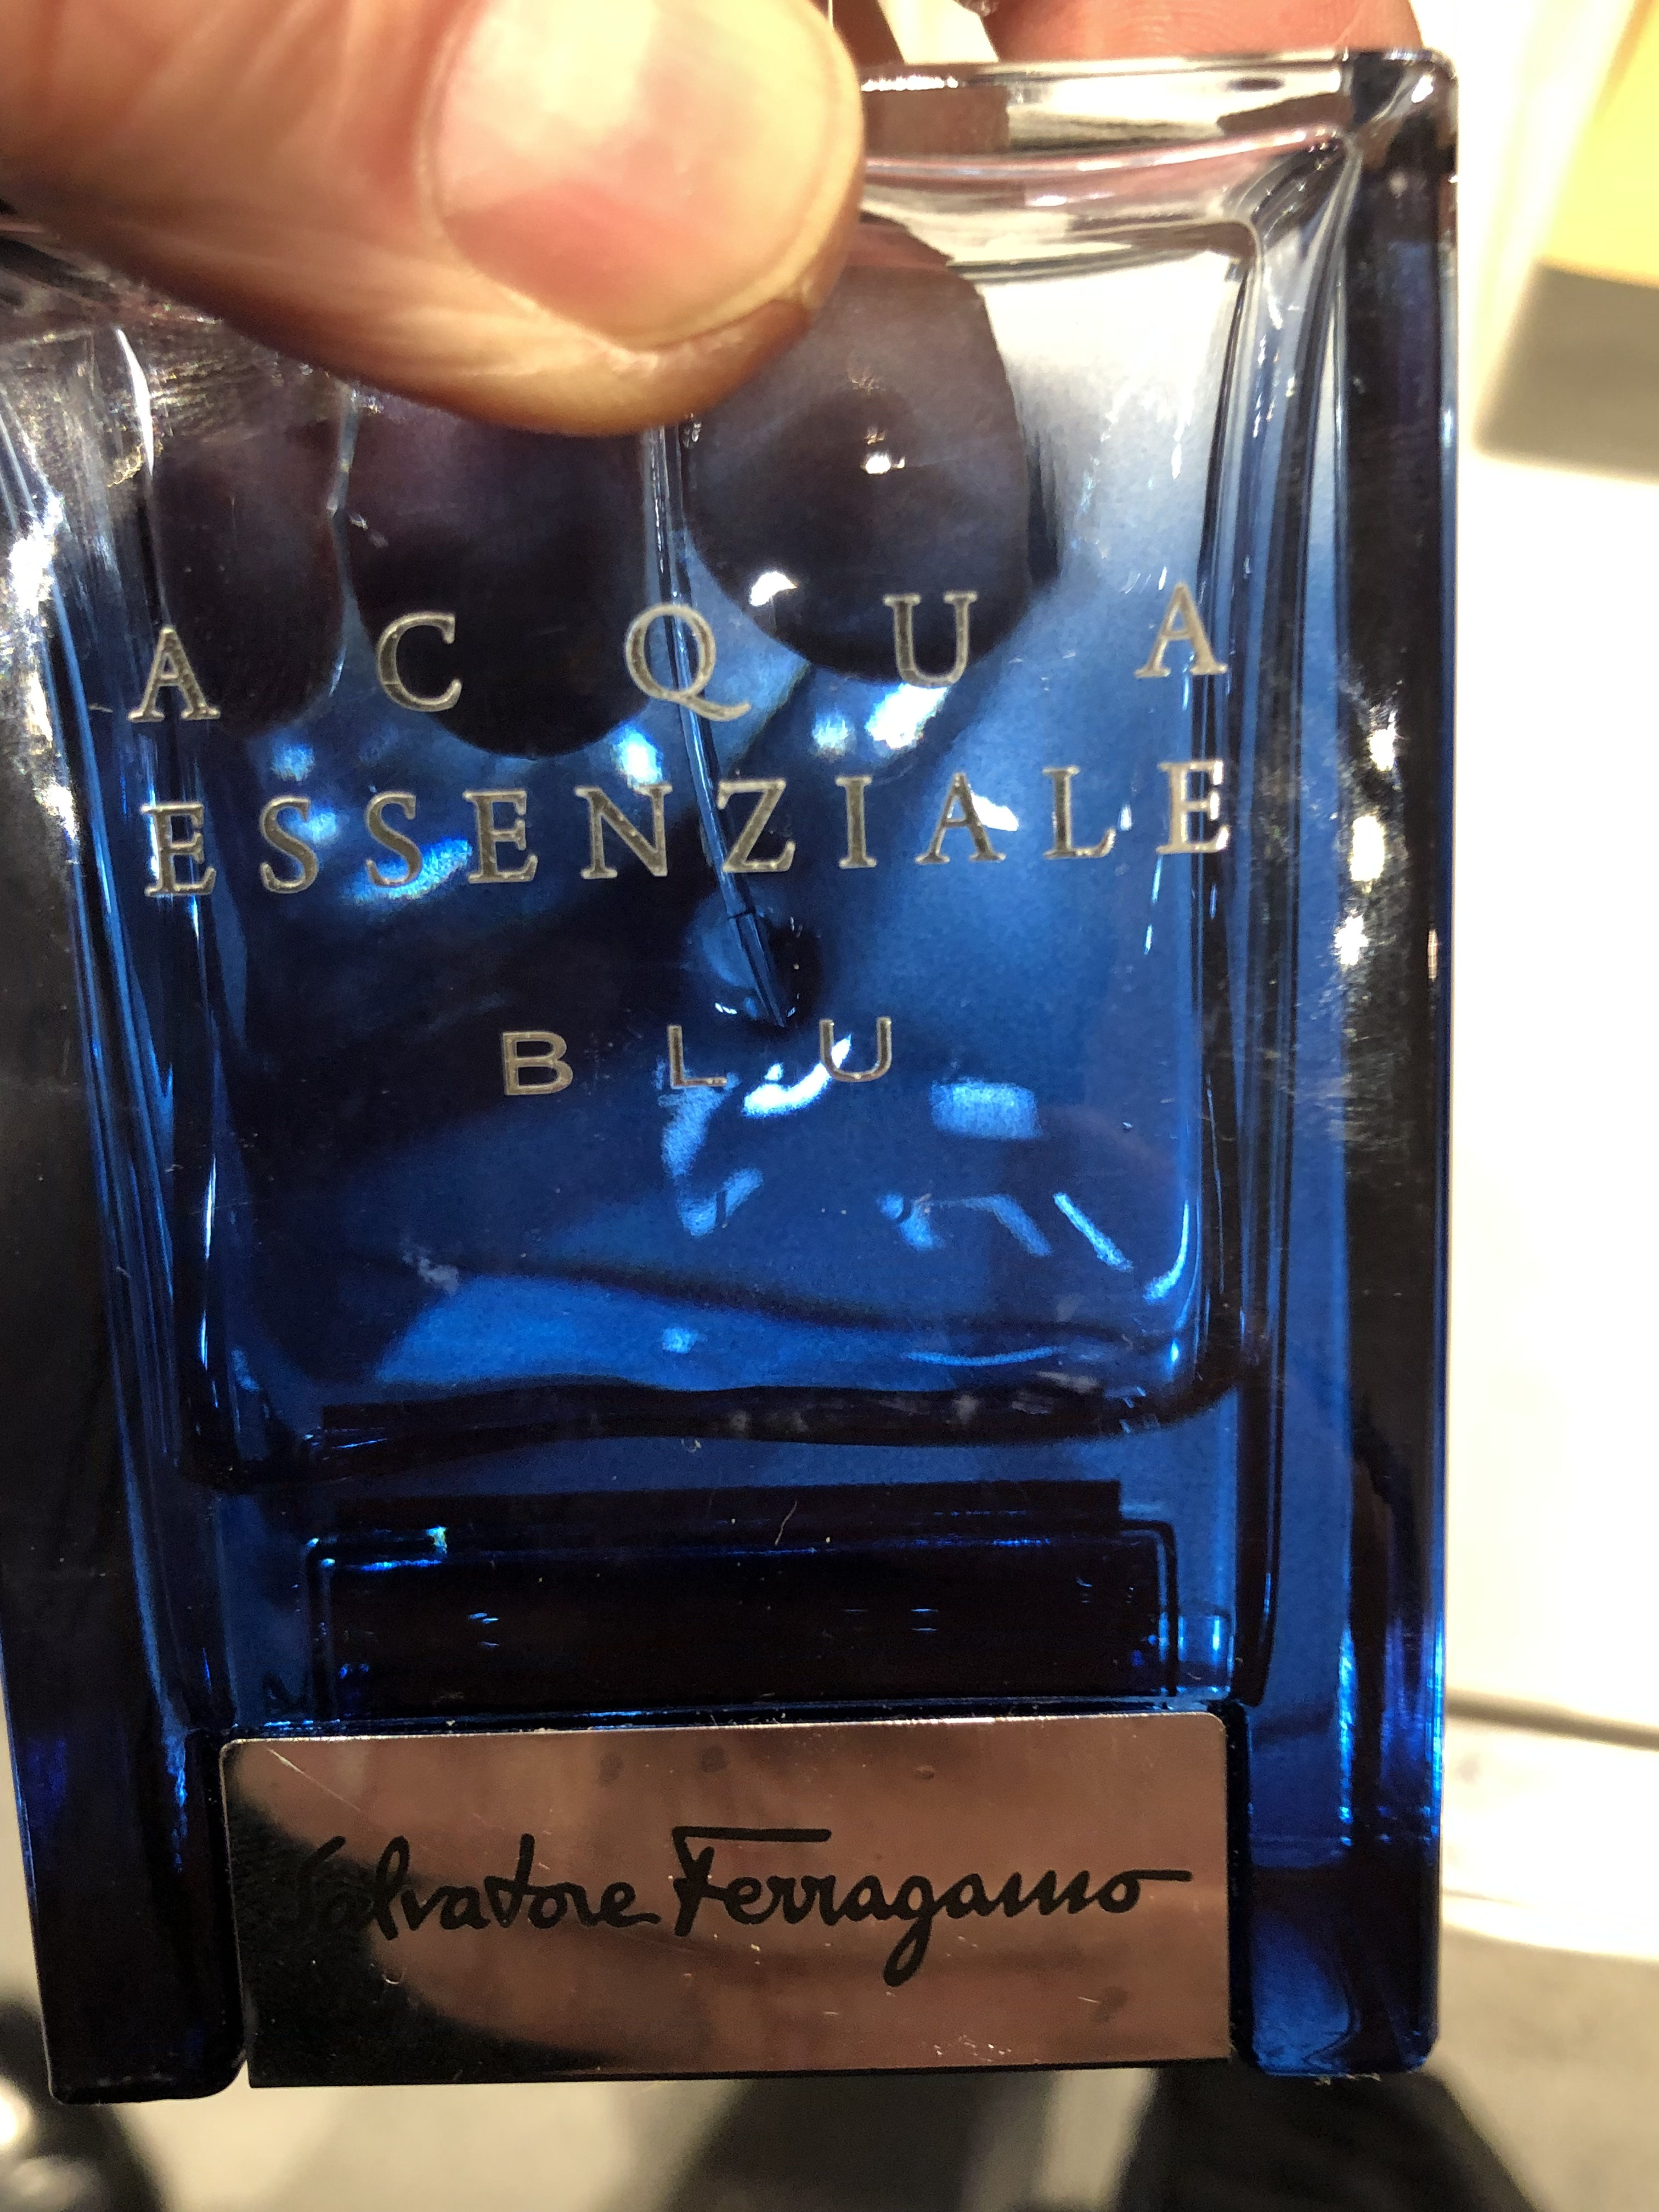 ACQUA
ESSENZIALE
BLU
Salvatore Ferragamo